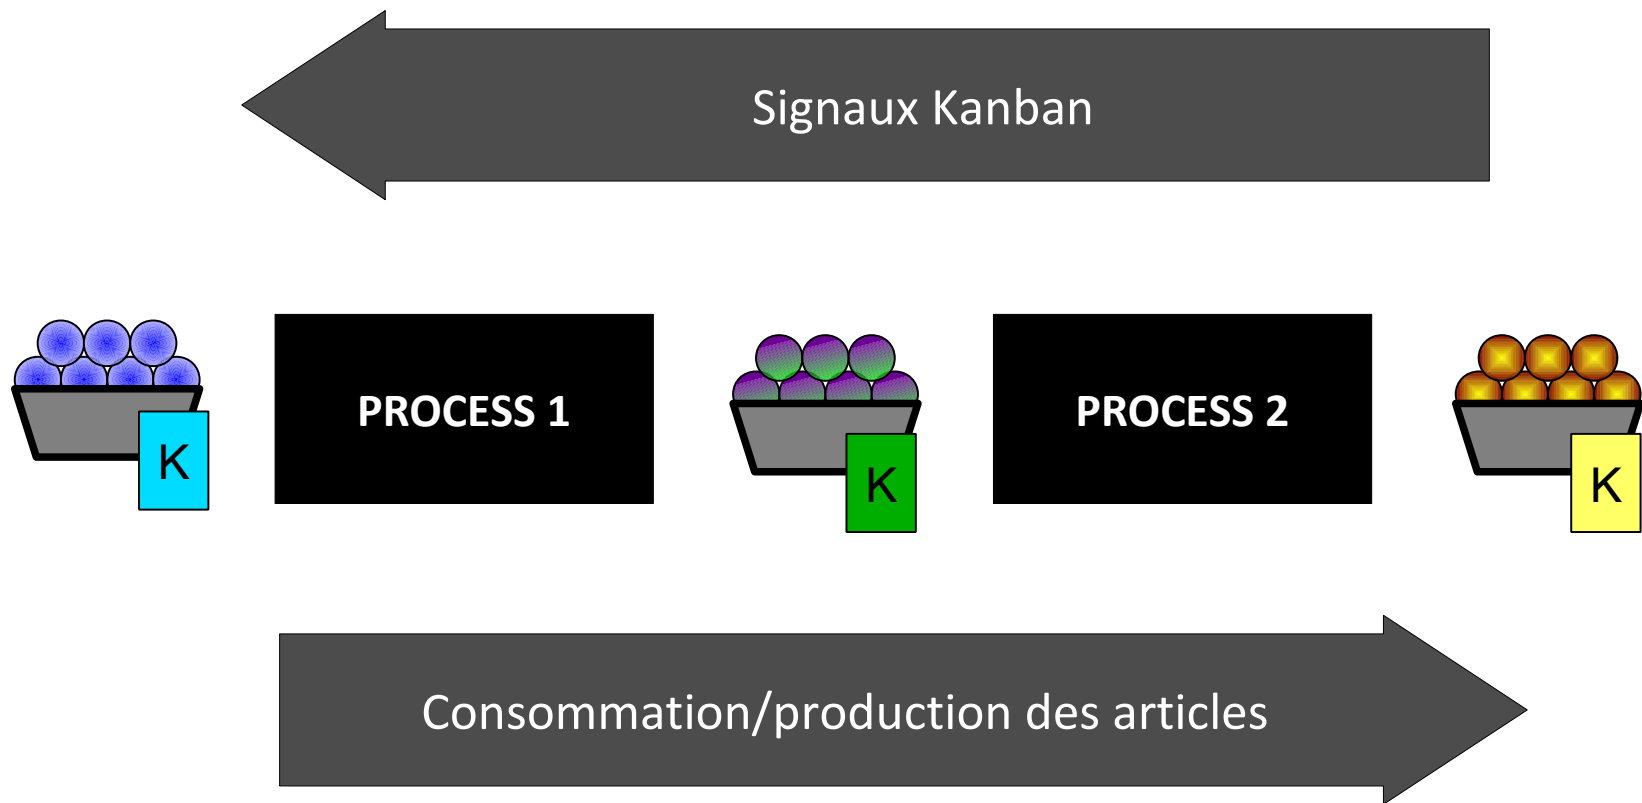 Signaux Kanban
PROCESS 1
PROCESS 2
K
K
K
Consommation/production des articles